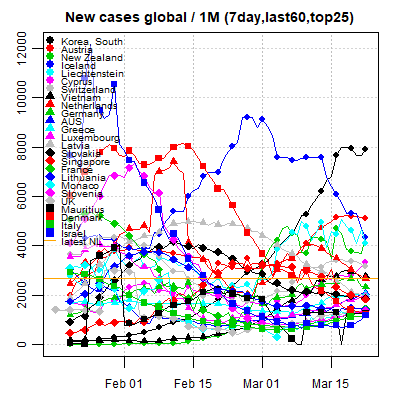 New cases global / 1M (7day,last60,top25)
Korea, South
Austria
New Zealand
Iceland
Liechtenstein
Cyprus
Switzerland
Vietnam
Netherlands
Germany
AUS
Greece
Luxembourg
Latvia
Slovakia
Singapore
France
Lithuania
Monaco
Slovenia
UK
Mauritius
Denmark
Italy
Israel
latest NL
12000
10000
8000
6000
4000
2000
0
Feb 01 Feb 15 Mar 01 Mar 15